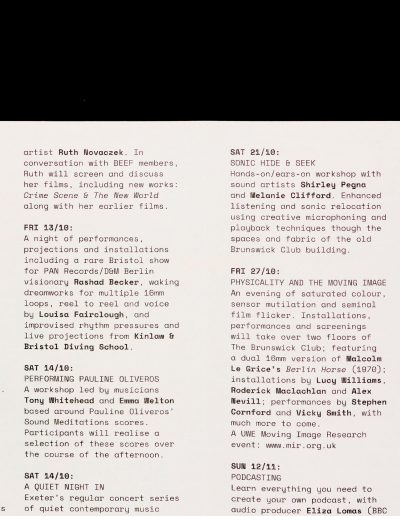 artist Ruth Novaczek. In
conversation with BEEF members,
Ruth will screen and discuss
her films, including new works:
Crime Scene & The New World
along with her earlier films.
FRI 13/10:
A night of performances,
projections and installations
including a rare Bristol show
for PAN Records/D&M Berlin
visionary Rashad Becker, waking
dreamworks for multiple 16mm
loops, reel to reel and voice
by Louisa Fairclough, and
improvised rhythm pressures and
live projections from Kinlaw &
Bristol Diving School.
SAT 14/10:
PERFORMING PAULINE OLIVEROS
A workshop led by musicians
Tony Whitehead and Emma Welton
based around Pauline Oliveros'
Sound Meditations scores.
Participants will realise a
selection of these scores over
the course of the afternoon.
SAT 14/10:
A QUIET NIGHT IN
Exeter's regular concert series
of quiet contemporary music
SAT 21/10:
SONIC HIDE & SEEK
Hands-on/ears-on workshop with
sound artists Shirley Pegna
and Melanie Clifford. Enhanced
listening and sonic relocation
using creative microphoning and
playback techniques though the
spaces and fabric of the old
Brunswick Club building.
FRI 27/10:
PHYSICALITY AND THE MOVING IMAGE
An evening of saturated colour,
sensor mutilation and seminal
film flicker. Installations,
performances and screenings
will take over two floors of
The Brunswick Club; featuring
a dual 16mm version of Malcolm
Le Grice's Berlin Horse (1970);
installations by Lucy Williams,
Roderick Maclachlan and Alex
Nevill; performances by Stephen
Cornford and Vicky Smith, with
much more to come.
A UWE Moving Image Research
event: www.mir.org.uk
SUN 12/11:
PODCASTING
Learn everything you need to
create your own podcast, with
audio producer Eliza Lomas (BBC